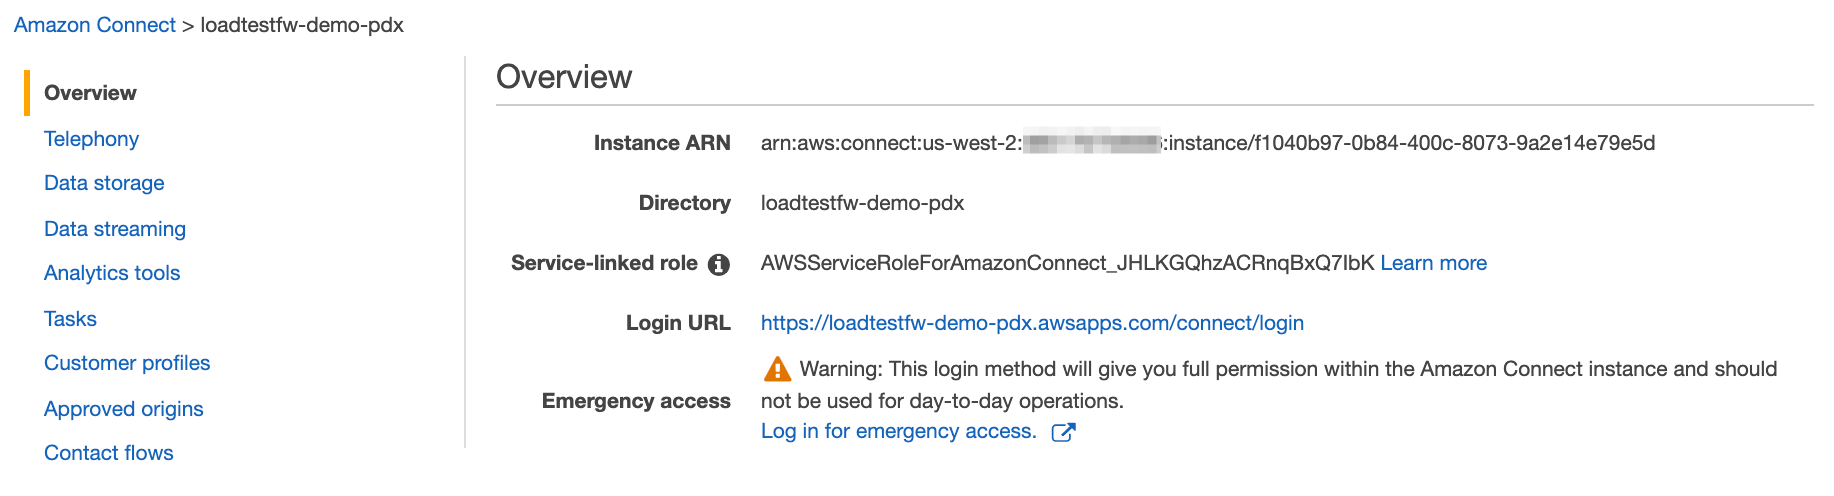 Amazon Connect > loadtestfw-demo-pdx
Overview
Telephony
Data storage
Data streaming
Analytics tools
Tasks
Customer profiles
Approved origins
Contact flows
Overview
Instance ARN arn:aws:connect:us-west-2: :instance/f1040b97-0b84-400c-8073-9a2e14e79e5d
Directory loadtestfw-demo-pdx
Service-linked role AWSServiceRoleForAmazonConnect_JHLKGQhzACRnqBxQ7IbK Learn more
Login URL https://loadtestfw-demo-pdx.awsapps.com/connect/login
Warning: This login method will give you full permission within the Amazon Connect instance and should
Emergency access not be used for day-to-day operations.
Log in for emergency access.